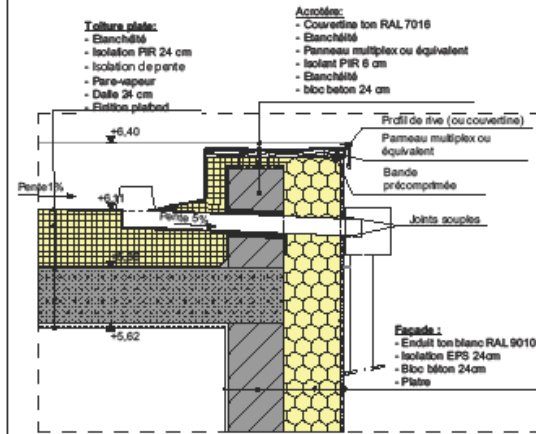 Toiture plate:
- Etanchéité
- Isolation PIR 24 cm
- Isolation de pente
- Pare-vapeur
- Dalle 24 cm
- Finition plafond
Acrotère:
- Couvertine ton RAL 7016
- Etanchéité
- Panneau multiplex ou équivalent
- Isolant PIR 6 cm
- Etanchéité
- bloc beton 24 cm
+6,40
Profil de rive (ou couvertine)
Panneau multiplex ou
équivalent
Bande
précomprimée
Pente1%
+6,11
Pente 5%
Joints souples
+5,62
Façade :
- Enduit ton blanc RAL 9010
- Isolation EPS 24cm
- Bloc béton 24cm
- Platre